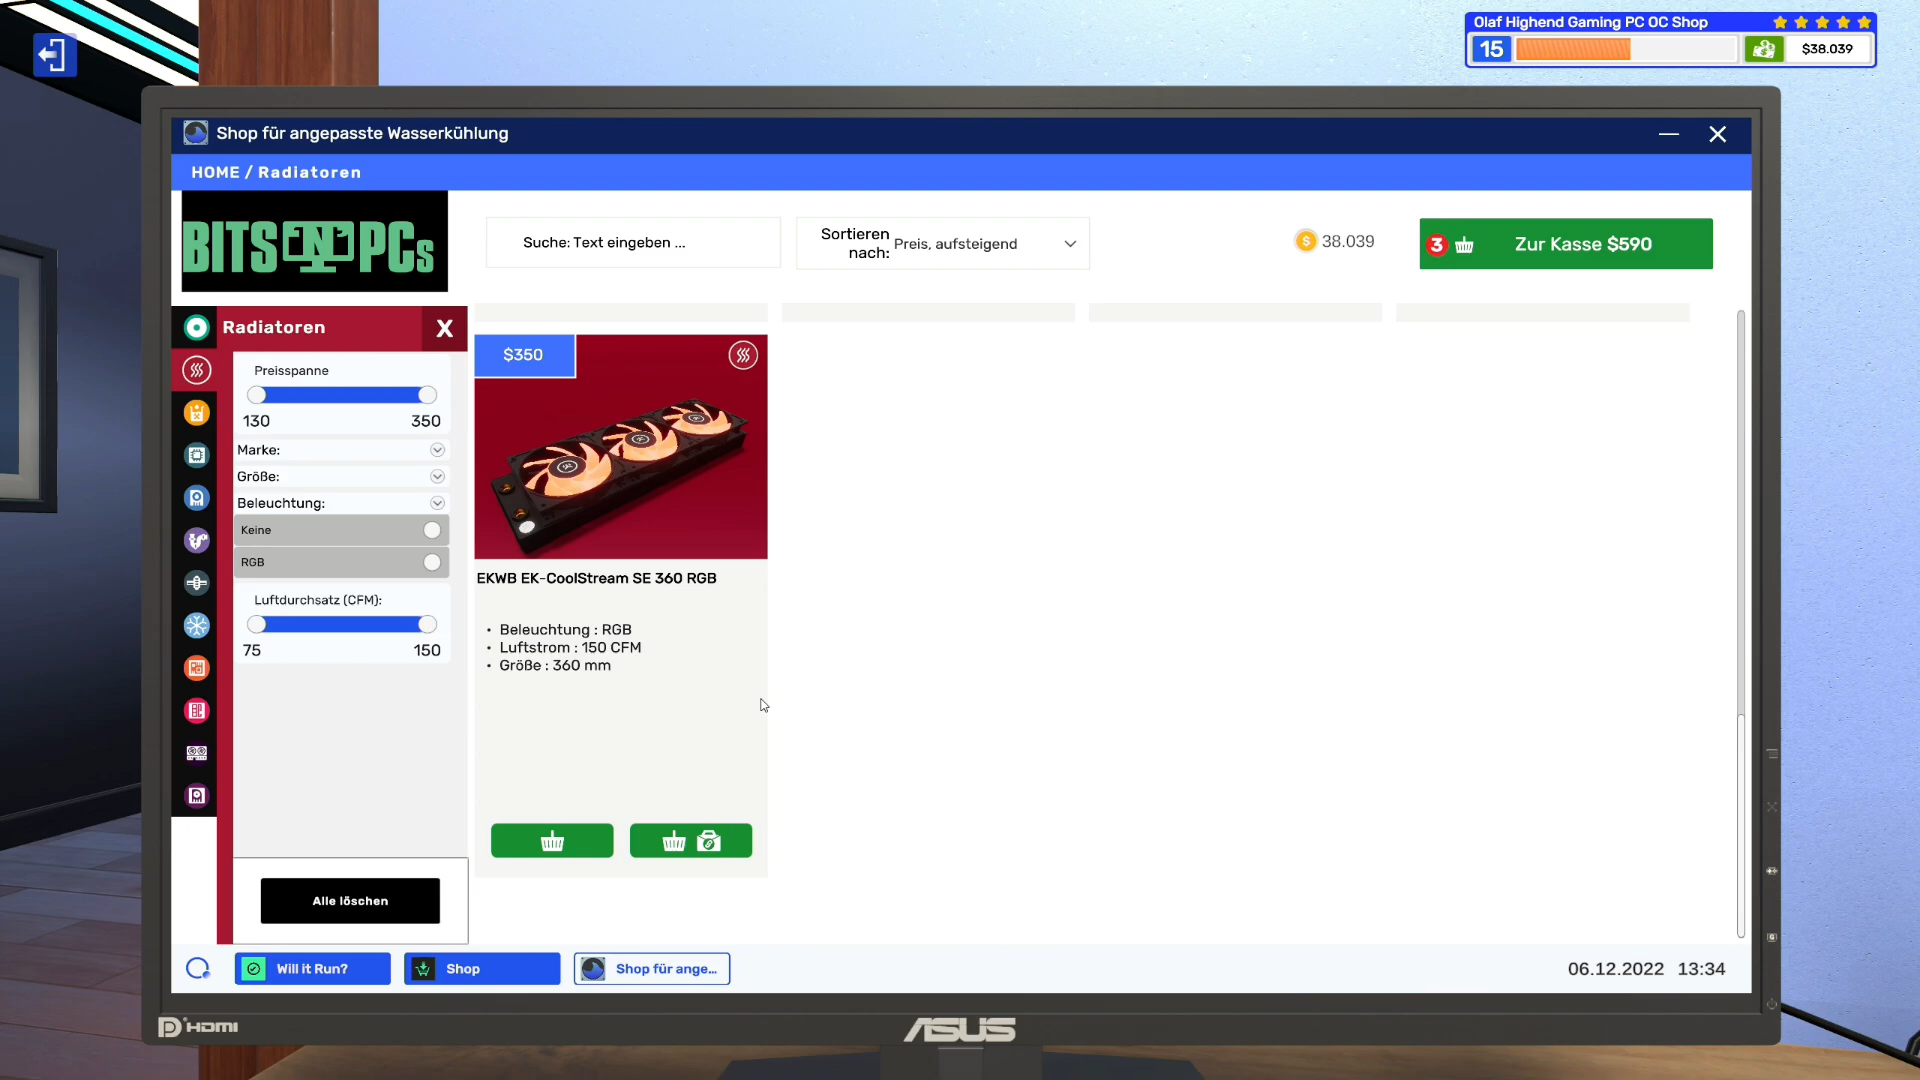 Olaf Highend Gaming PC OC Shop
15
$38.039
Shop für angepasste Wasserkühlung
HOME / Radiatoren
BITS N PCs
Suche: Text eingeben ...
Sortieren nach:
Preis, aufsteigend
38.039
3
Zur Kasse $590
Radiatoren
X
Preisspanne
130
350
Marke:
Größe:
Beleuchtung:
Keine
RGB
Luftdurchsatz (CFM):
75
150
Alle löschen
$350
EKWB EK-CoolStream SE 360 RGB
• Beleuchtung : RGB
• Luftstrom : 150 CFM
• Größe : 360 mm
Will it Run?
Shop
Shop für ange...
06.12.2022 13:34
HDMI
ASUS